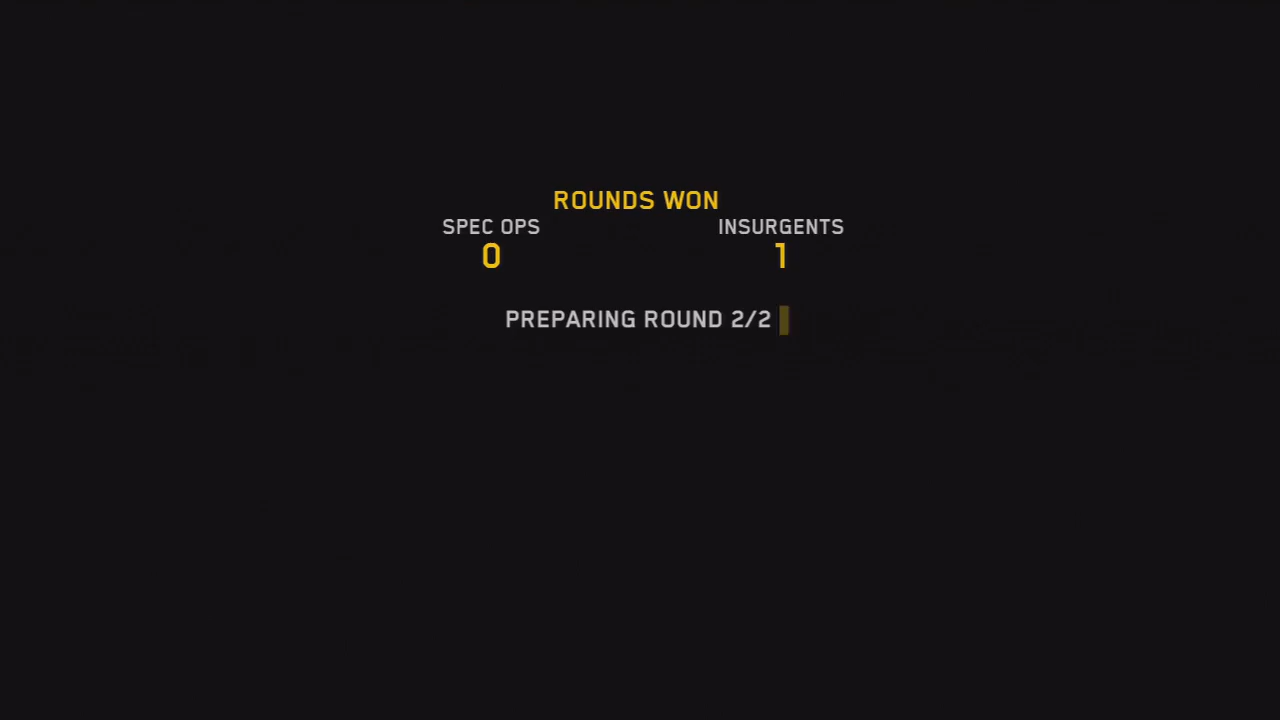 ROUNDS WON
SPEC OPS INSURGENTS
0 1
PREPARING ROUND 2/2